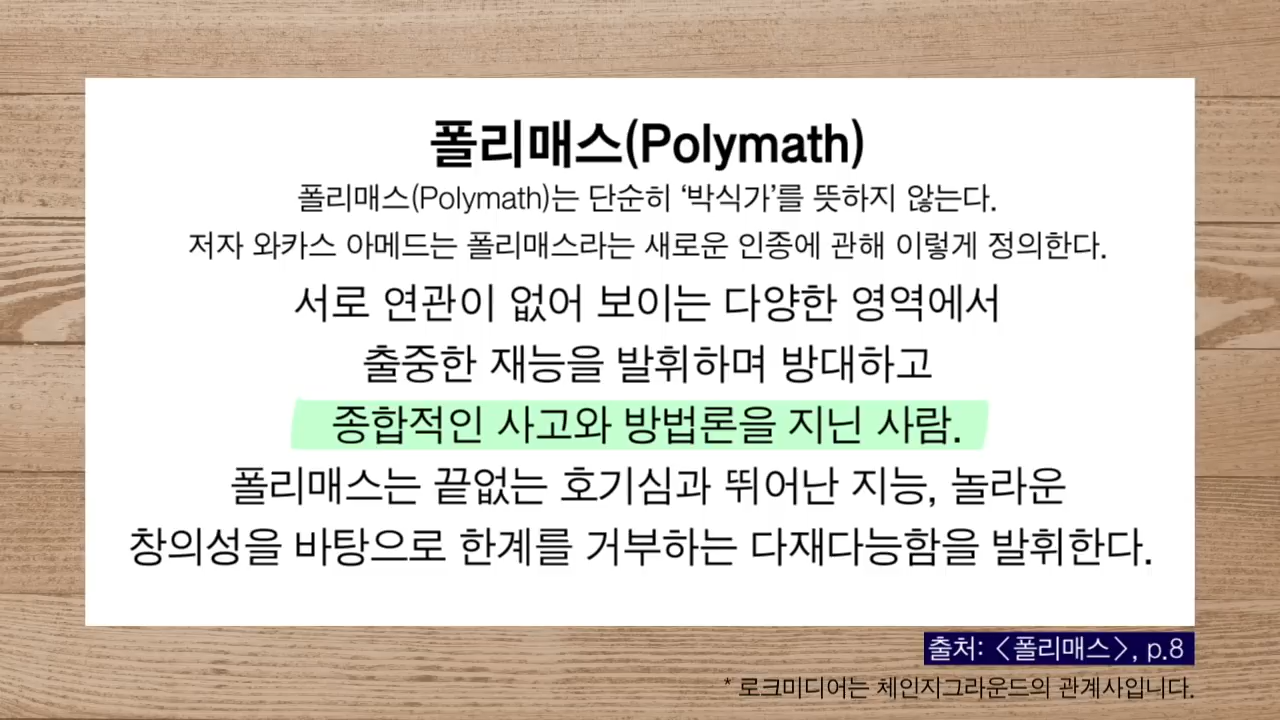 폴리매스(Polymath)
폴리매스(Polymath)는 단순히 ‘박식가’를 뜻하지 않는다.
저자 와카스 아메드는 폴리매스라는 새로운 인종에 관해 이렇게 정의한다.
서로 연관이 없어 보이는 다양한 영역에서
출중한 재능을 발휘하며 방대하고
종합적인 사고와 방법론을 지닌 사람.
폴리매스는 끝없는 호기심과 뛰어난 지능, 놀라운
창의성을 바탕으로 한계를 거부하는 다재다능함을 발휘한다.
출처: <폴리매스>, p.8
* 로크미디어는 체인지그라운드의 관계사입니다.